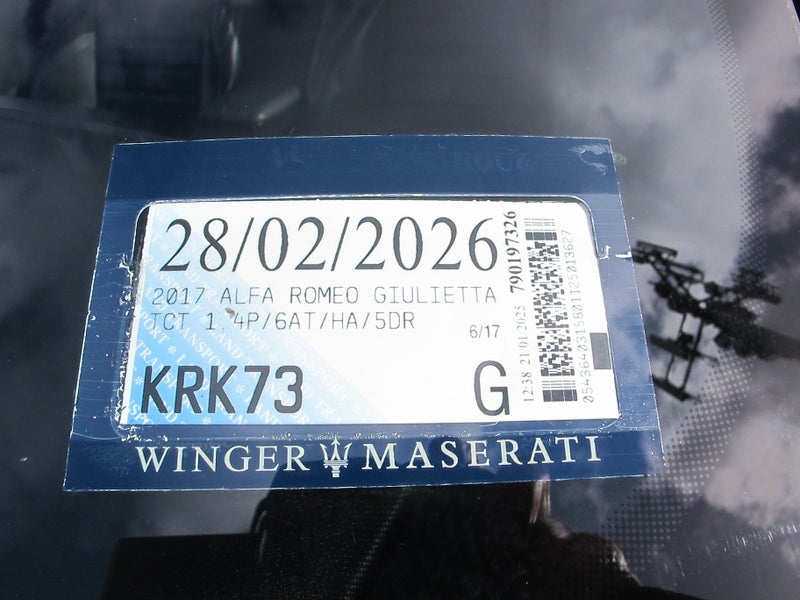 28/02/2026
2017 ALFA ROMEO GIULIETTA
TCT 1.4P/6AT/HA/5DR
6/17
KRK73
G
12:38 21/01/2025 790197326
WINGER MASERATI